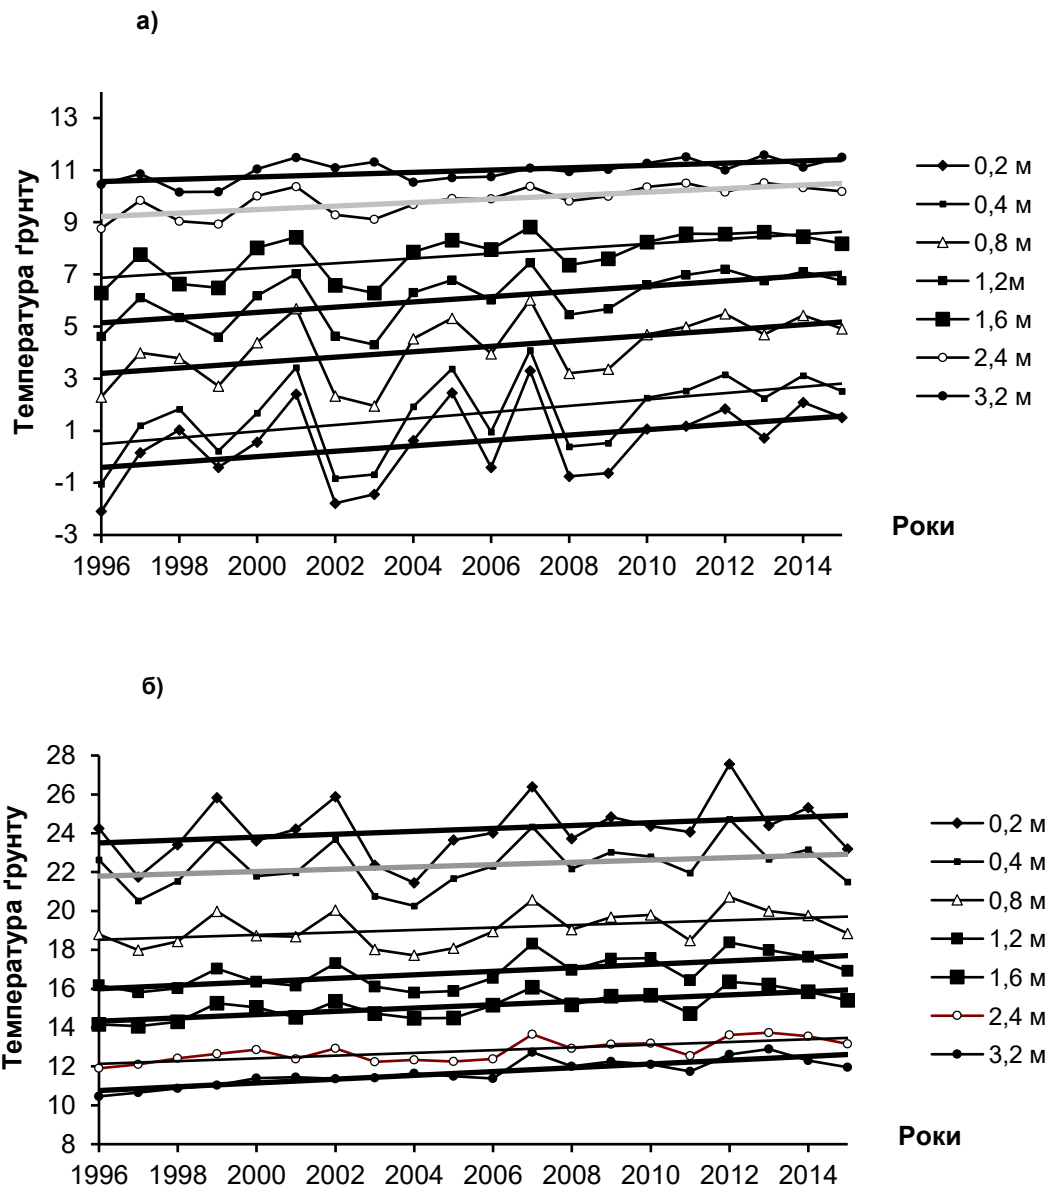 а)
Температура ґрунту
13
11
9
7
5
3
1
-1
-3
1996 1998 2000 2002 2004 2006 2008 2010 2012 2014
Роки
0,2 м
0,4 м
0,8 м
1,2м
1,6 м
2,4 м
3,2 м
б)
Температура ґрунту
28
26
24
22
20
18
16
14
12
10
8
1996 1998 2000 2002 2004 2006 2008 2010 2012 2014
Роки
0,2 м
0,4 м
0,8 м
1,2 м
1,6 м
2,4 м
3,2 м